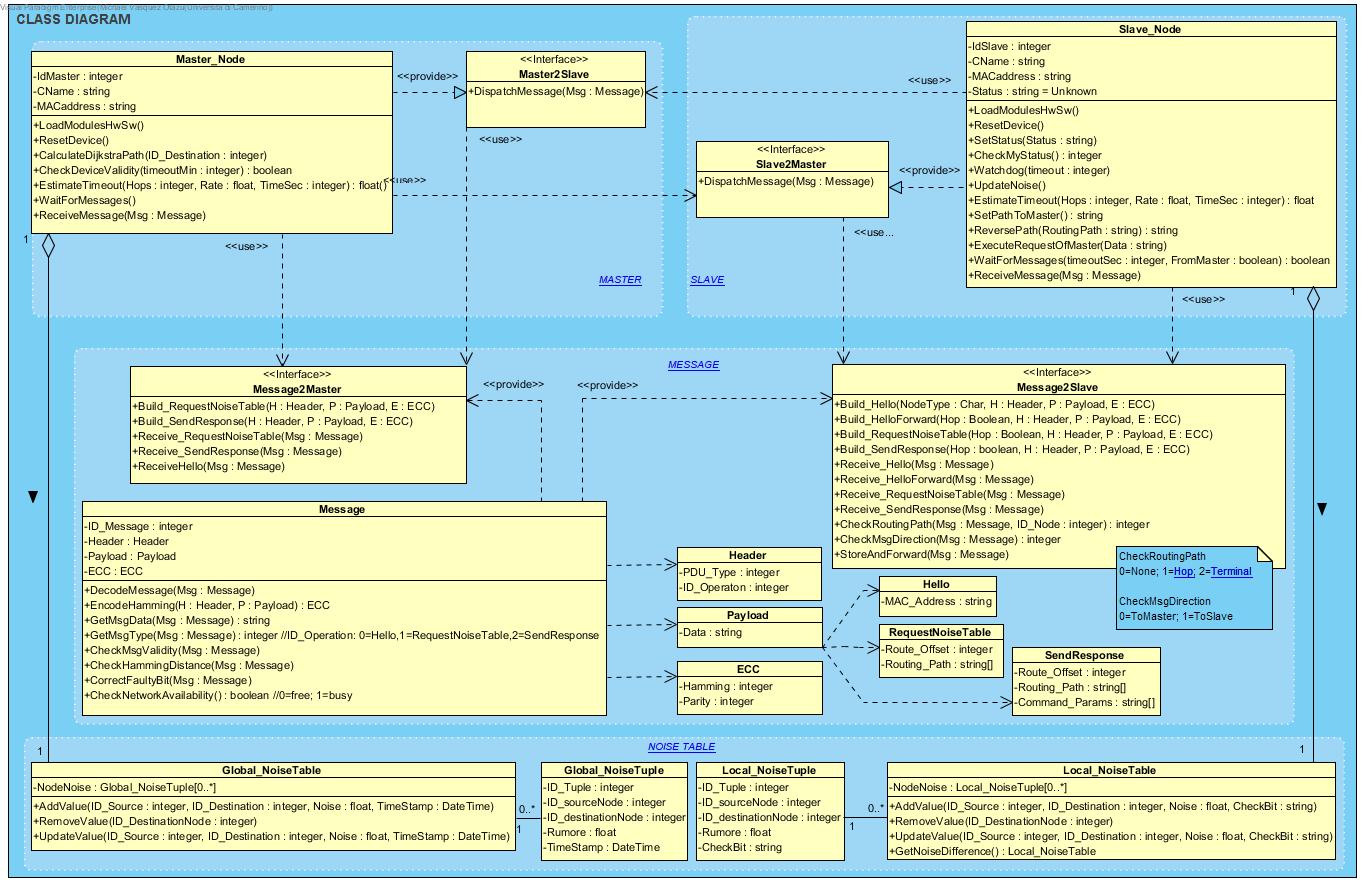 Visual Paradigm Enterprise(Michael Vasquez Otazu(Universita di Camerino))
CLASS DIAGRAM
Master_Node
-IdMaster : integer
-CName : string
-MACaddress : string
+LoadModulesHwSw()
+ResetDevice()
+CalculateDijkstraPath(ID_Destination : integer)
+CheckDeviceValidity(timeoutMin : integer) : boolean
+EstimateTimeout(Hops : integer, Rate : float, TimeSec : integer) : float()
+WaitForMessages()
+ReceiveMessage(Msg : Message)
<<provide>>
<<Interface>>
Master2Slave
+DispatchMessage(Msg : Message)
<<use>>
<<use>>
<<use>>
<<use>>
1
MASTER
<<Interface>>
Slave2Master
+DispatchMessage(Msg : Message)
<<provide>>
<<use...
SLAVE
Slave_Node
-IdSlave : integer
-CName : string
-MACaddress : string
-Status : string = Unknown
+LoadModulesHwSw()
+ResetDevice()
+SetStatus(Status : string)
+CheckMyStatus() : integer
+Watchdog(timeout : integer)
+UpdateNoise()
+EstimateTimeout(Hops : integer, Rate : float, TimeSec : integer) : float
+SetPathToMaster() : string
+ReversePath(RoutingPath : string) : string
+ExecuteRequestOfMaster(Data : string)
+WaitForMessages(timeoutSec : integer, FromMaster : boolean) : boolean
+ReceiveMessage(Msg : Message)
1
<<use>>
MESSAGE
<<Interface>>
Message2Master
+Build_RequestNoiseTable(H : Header, P : Payload, E : ECC)
+Build_SendResponse(H : Header, P : Payload, E : ECC)
+Receive_RequestNoiseTable(Msg : Message)
+Receive_SendResponse(Msg : Message)
+ReceiveHello(Msg : Message)
<<provide>>
<<provide>>
<<Interface>>
Message2Slave
+Build_Hello(NodeType : Char, H : Header, P : Payload, E : ECC)
+Build_HelloForward(Hop : Boolean, H : Header, P : Payload, E : ECC)
+Build_RequestNoiseTable(Hop : Boolean, H : Header, P : Payload, E : ECC)
+Build_SendResponse(Hop : boolean, H : Header, P : Payload, E : ECC)
+Receive_Hello(Msg : Message)
+Receive_HelloForward(Msg : Message)
+Receive_RequestNoiseTable(Msg : Message)
+Receive_SendResponse(Msg : Message)
+CheckRoutingPath(Msg : Message, ID_Node : integer) : integer
+CheckMsgDirection(Msg : Message) : integer
+StoreAndForward(Msg : Message)
CheckRoutingPath
0=None; 1=Hop; 2=Terminal
CheckMsgDirection
0=ToMaster; 1=ToSlave
Message
-ID_Message : integer
-Header : Header
-Payload : Payload
-ECC : ECC
+DecodeMessage(Msg : Message)
+EncodeHamming(H : Header, P : Payload) : ECC
+GetMsgData(Msg : Message) : string
+GetMsgType(Msg : Message) : integer //ID_Operation: 0=Hello,1=RequestNoiseTable,2=SendResponse
+CheckMsgValidity(Msg : Message)
+CheckHammingDistance(Msg : Message)
+CorrectFaultyBit(Msg : Message)
+CheckNetworkAvailability() : boolean //0=free; 1=busy
Header
-PDU_Type : integer
-ID_Operaton : integer
Payload
-Data : string
ECC
-Hamming : integer
-Parity : integer
Hello
-MAC_Address : string
RequestNoiseTable
-Route_Offset : integer
-Routing_Path : string[]
SendResponse
-Route_Offset : integer
-Routing_Path : string[]
-Command_Params : string[]
NOISE TABLE
1
Global_NoiseTable
-NodeNoise : Global_NoiseTuple[0..*]
+AddValue(ID_Source : integer, ID_Destination : integer, Noise : float, TimeStamp : DateTime)
+RemoveValue(ID_DestinationNode : integer)
+UpdateValue(ID_Source : integer, ID_Destination : integer, Noise : float, TimeStamp : DateTime)
0..*
1
Global_NoiseTuple
-ID_Tuple : integer
-ID_sourceNode : integer
-ID_destinationNode : integer
-Rumore : float
-TimeStamp : DateTime
Local_NoiseTuple
-ID_Tuple : integer
-ID_sourceNode : integer
-ID_destinationNode : integer
-Rumore : float
-CheckBit : string
0..*
1
1
Local_NoiseTable
-NodeNoise : Local_NoiseTuple[0..*]
+AddValue(ID_Source : integer, ID_Destination : integer, Noise : float, CheckBit : string)
+RemoveValue(ID_DestinationNode : integer)
+UpdateValue(ID_Source : integer, ID_Destination : integer, Noise : float, CheckBit : string)
+GetNoiseDifference() : Local_NoiseTable